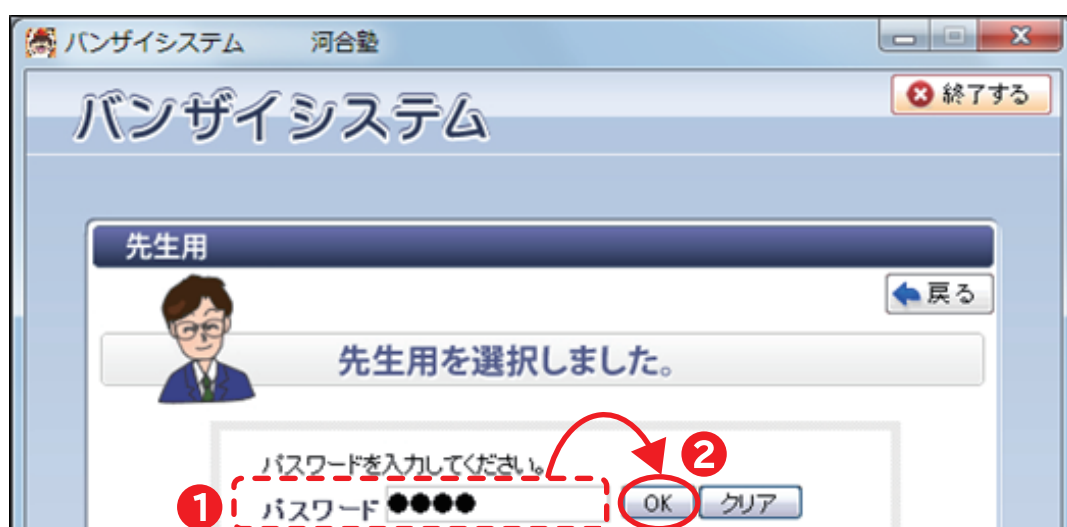 バンザイシステム 河合塾
バンザイシステム
終了する
先生用
戻る
先生用を選択しました。
パスワードを入力してください。
❶ パスワード ●●●● ❷ OK クリア